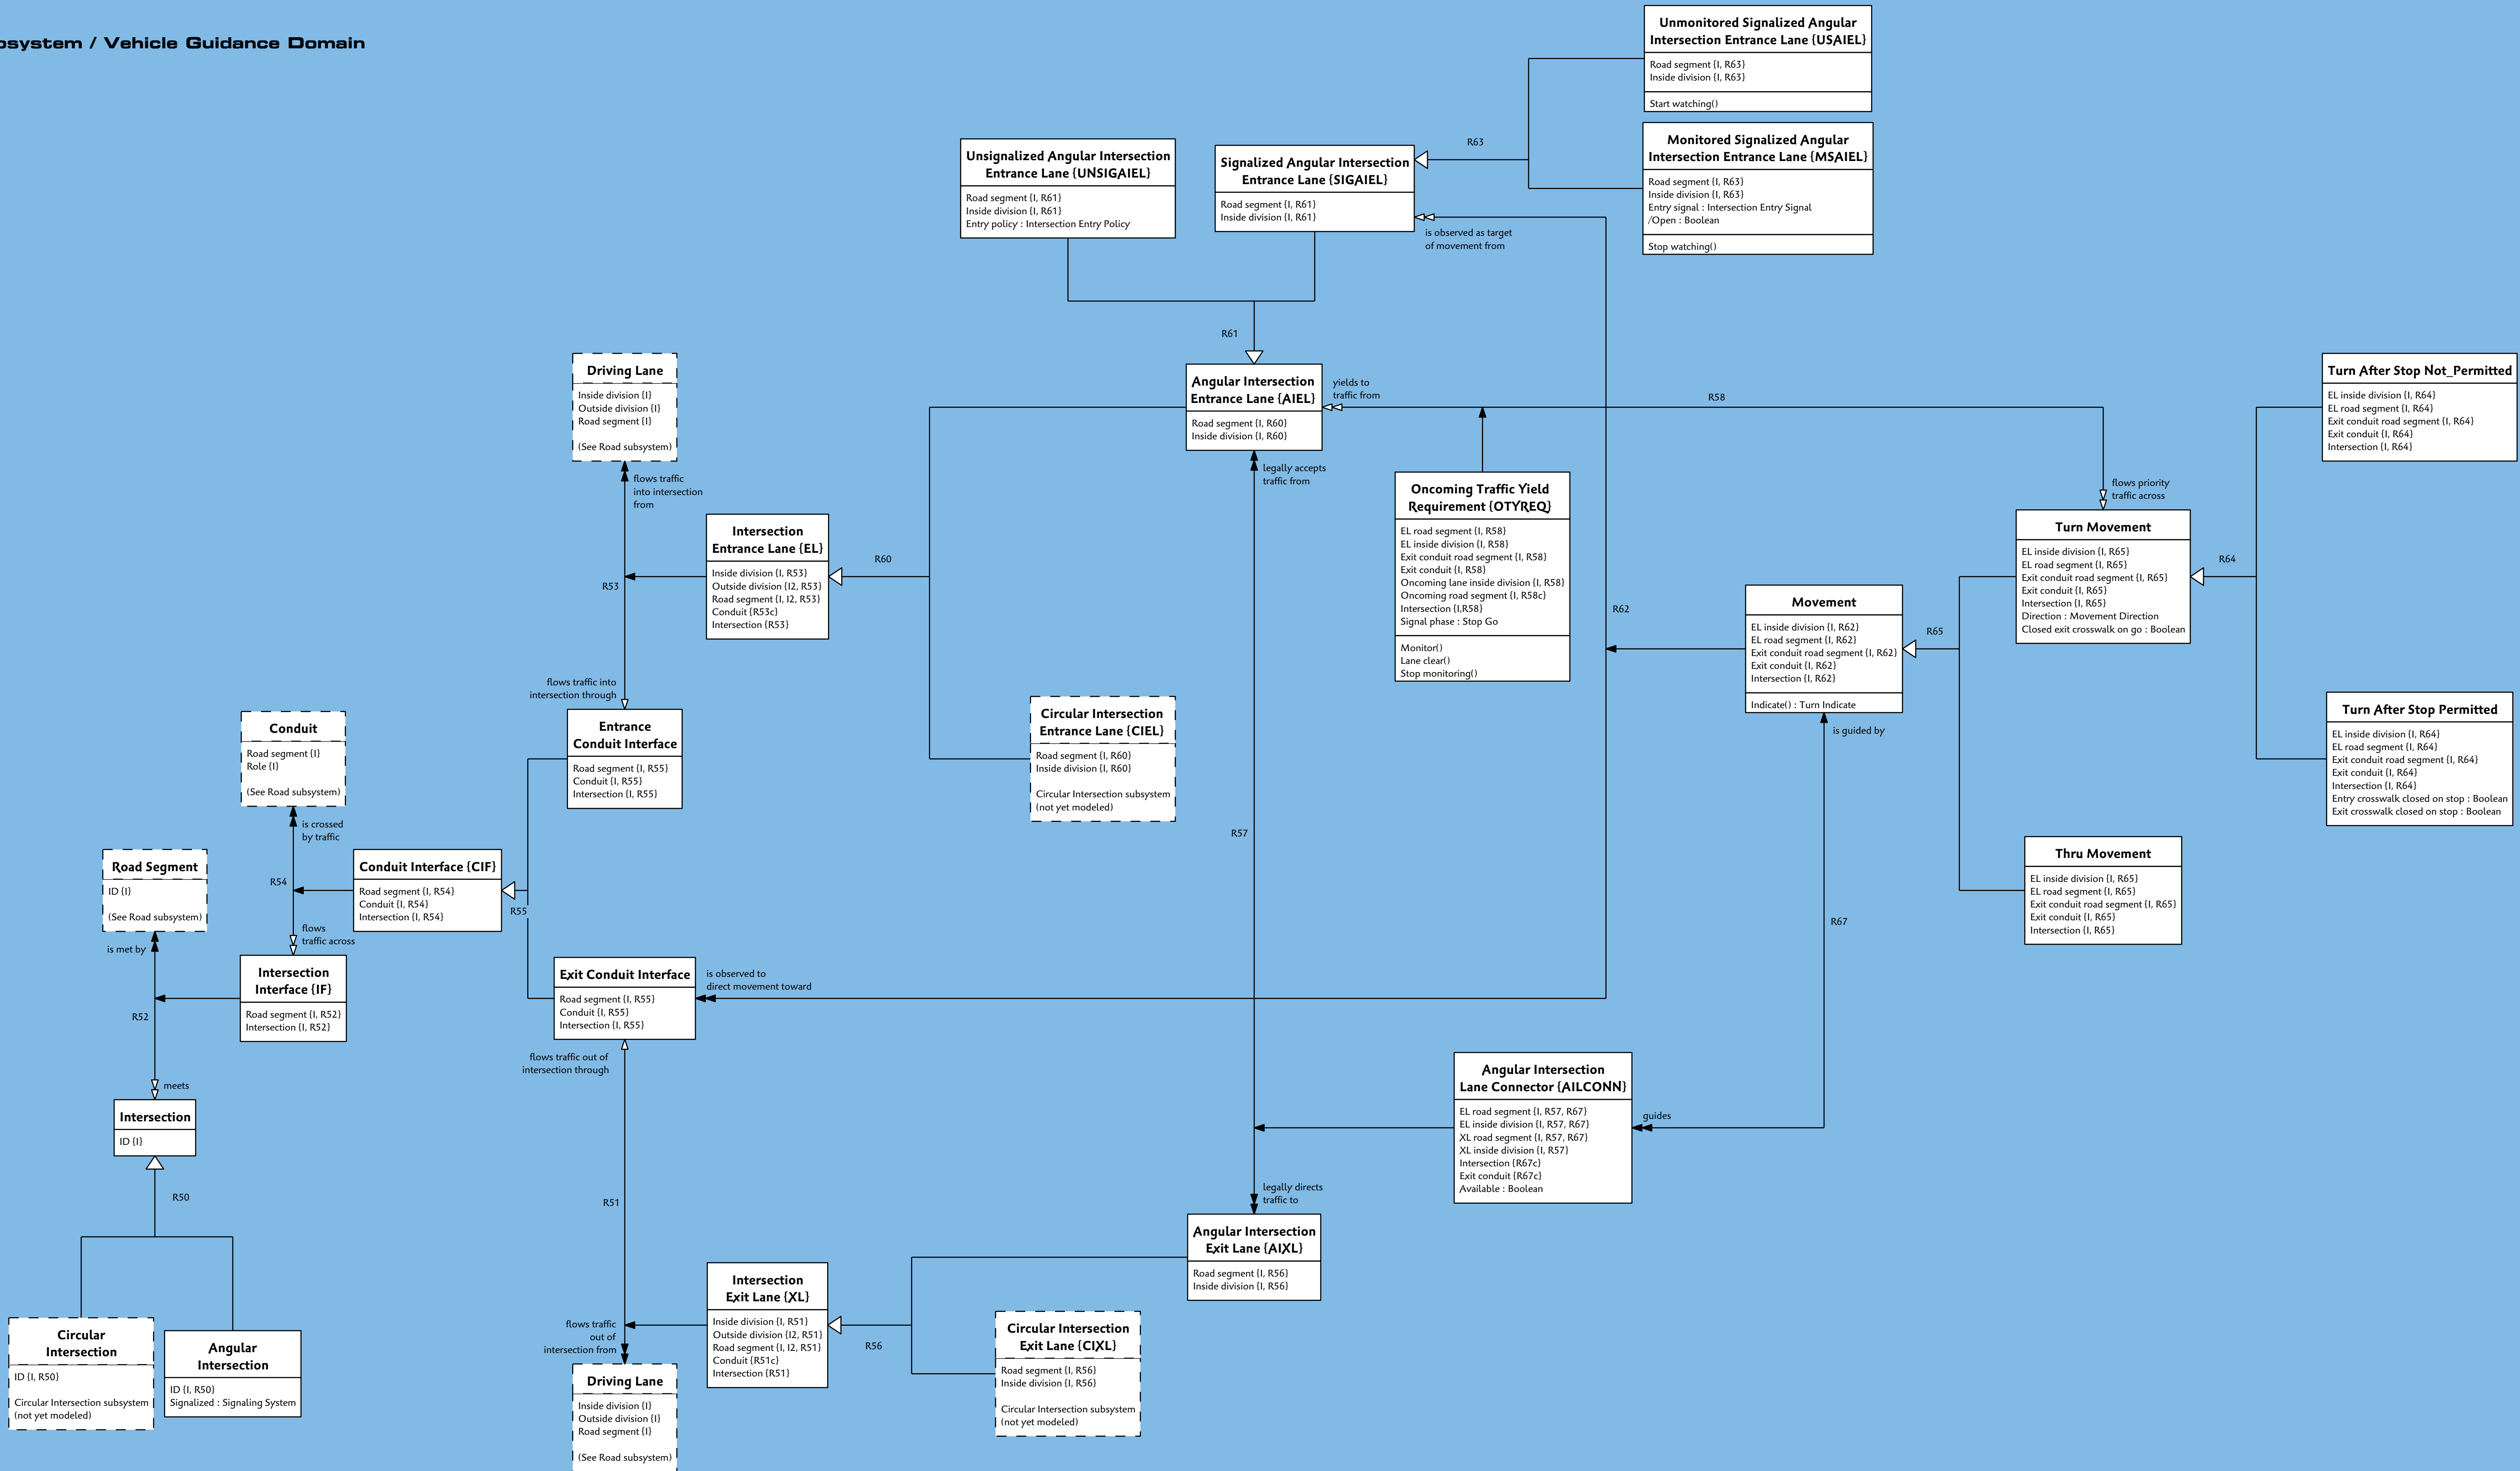 osystem / Vehicle Guidance Domain
Unmonitored Signalized Angular
Intersection Entrance Lane {USAIEL}
Road segment {I, R63}
Inside division {I, R63}
Start watching()
R63
Monitored Signalized Angular
Intersection Entrance Lane {MSAIEL}
Road segment {I, R63}
Inside division {I, R63}
Entry signal : Intersection Entry Signal
/Open : Boolean
Stop watching()
Unsignalized Angular Intersection
Entrance Lane {UNSIGAIEL}
Road segment {I, R61}
Inside division {I, R61}
Entry policy : Intersection Entry Policy
Signalized Angular Intersection
Entrance Lane {SIGAIEL}
Road segment {I, R61}
Inside division {I, R61}
is observed as target
of movement from
R61
Driving Lane
Inside division {I}
Outside division {I}
Road segment {I}
(See Road subsystem)
flows traffic
into intersection
from
Angular Intersection
Entrance Lane {AIEL}
Road segment {I, R60}
Inside division {I, R60}
yields to
traffic from
R58
legally accepts
traffic from
Turn After Stop Not_Permitted
EL inside division {I, R64}
EL road segment {I, R64}
Exit conduit road segment {I, R64}
Exit conduit {I, R64}
Intersection {I, R64}
Oncoming Traffic Yield
Requirement {OTYREQ}
EL road segment {I, R58}
EL inside division {I, R58}
Exit conduit road segment {I, R58}
Exit conduit {I, R58}
Oncoming lane inside division {I, R58}
Oncoming road segment {I, R58c}
Intersection {I,R58}
Signal phase : Stop Go
Monitor()
Lane clear()
Stop monitoring()
flows priority
traffic across
Turn Movement
EL inside division {I, R65}
EL road segment {I, R65}
Exit conduit road segment {I, R65}
Exit conduit {I, R65}
Intersection {I, R65}
Direction : Movement Direction
Closed exit crosswalk on go : Boolean
R64
Intersection
Entrance Lane {EL}
Inside division {I, R53}
Outside division {I2, R53}
Road segment {I, I2, R53}
Conduit {R53c}
Intersection {R53}
R60
R53
R62
Movement
EL inside division {I, R62}
EL road segment {I, R62}
Exit conduit road segment {I, R62}
Exit conduit {I, R62}
Intersection {I, R62}
Indicate() : Turn Indicate
R65
is guided by
flows traffic into
intersection through
Entrance
Conduit Interface
Road segment {I, R55}
Conduit {I, R55}
Intersection {I, R55}
Circular Intersection
Entrance Lane {CIEL}
Road segment {I, R60}
Inside division {I, R60}
Circular Intersection subsystem
(not yet modeled)
Turn After Stop Permitted
EL inside division {I, R64}
EL road segment {I, R64}
Exit conduit road segment {I, R64}
Exit conduit {I, R64}
Intersection {I, R64}
Entry crosswalk closed on stop : Boolean
Exit crosswalk closed on stop : Boolean
Conduit
Road segment {I}
Role {I}
(See Road subsystem)
is crossed
by traffic
R57
Thru Movement
EL inside division {I, R65}
EL road segment {I, R65}
Exit conduit road segment {I, R65}
Exit conduit {I, R65}
Intersection {I, R65}
R67
Road Segment
ID {I}
(See Road subsystem)
is met by
R54
Conduit Interface {CIF}
Road segment {I, R54}
Conduit {I, R54}
Intersection {I, R54}
R55
flows
traffic across
Intersection
Interface {IF}
Road segment {I, R52}
Intersection {I, R52}
R52
meets
Exit Conduit Interface
Road segment {I, R55}
Conduit {I, R55}
Intersection {I, R55}
is observed to
direct movement toward
flows traffic out of
intersection through
Angular Intersection
Lane Connector {AILCONN}
EL road segment {I, R57, R67}
EL inside division {I, R57, R67}
XL road segment {I, R57, R67}
XL inside division {I, R57}
Intersection {R67c}
Exit conduit {R67c}
Available : Boolean
guides
Intersection
ID {I}
R50
R51
legally directs
traffic to
Angular Intersection
Exit Lane {AIXL}
Road segment {I, R56}
Inside division {I, R56}
Intersection
Exit Lane {XL}
Inside division {I, R51}
Outside division {I2, R51}
Road segment {I, I2, R51}
Conduit {R51c}
Intersection {R51}
R56
flows traffic
out of
intersection from
Circular Intersection
Exit Lane {CIXL}
Road segment {I, R56}
Inside division {I, R56}
Circular Intersection subsystem
(not yet modeled)
Circular
Intersection
ID {I, R50}
Circular Intersection subsystem
(not yet modeled)
Angular
Intersection
ID {I, R50}
Signalized : Signaling System
Driving Lane
Inside division {I}
Outside division {I}
Road segment {I}
(See Road subsystem)